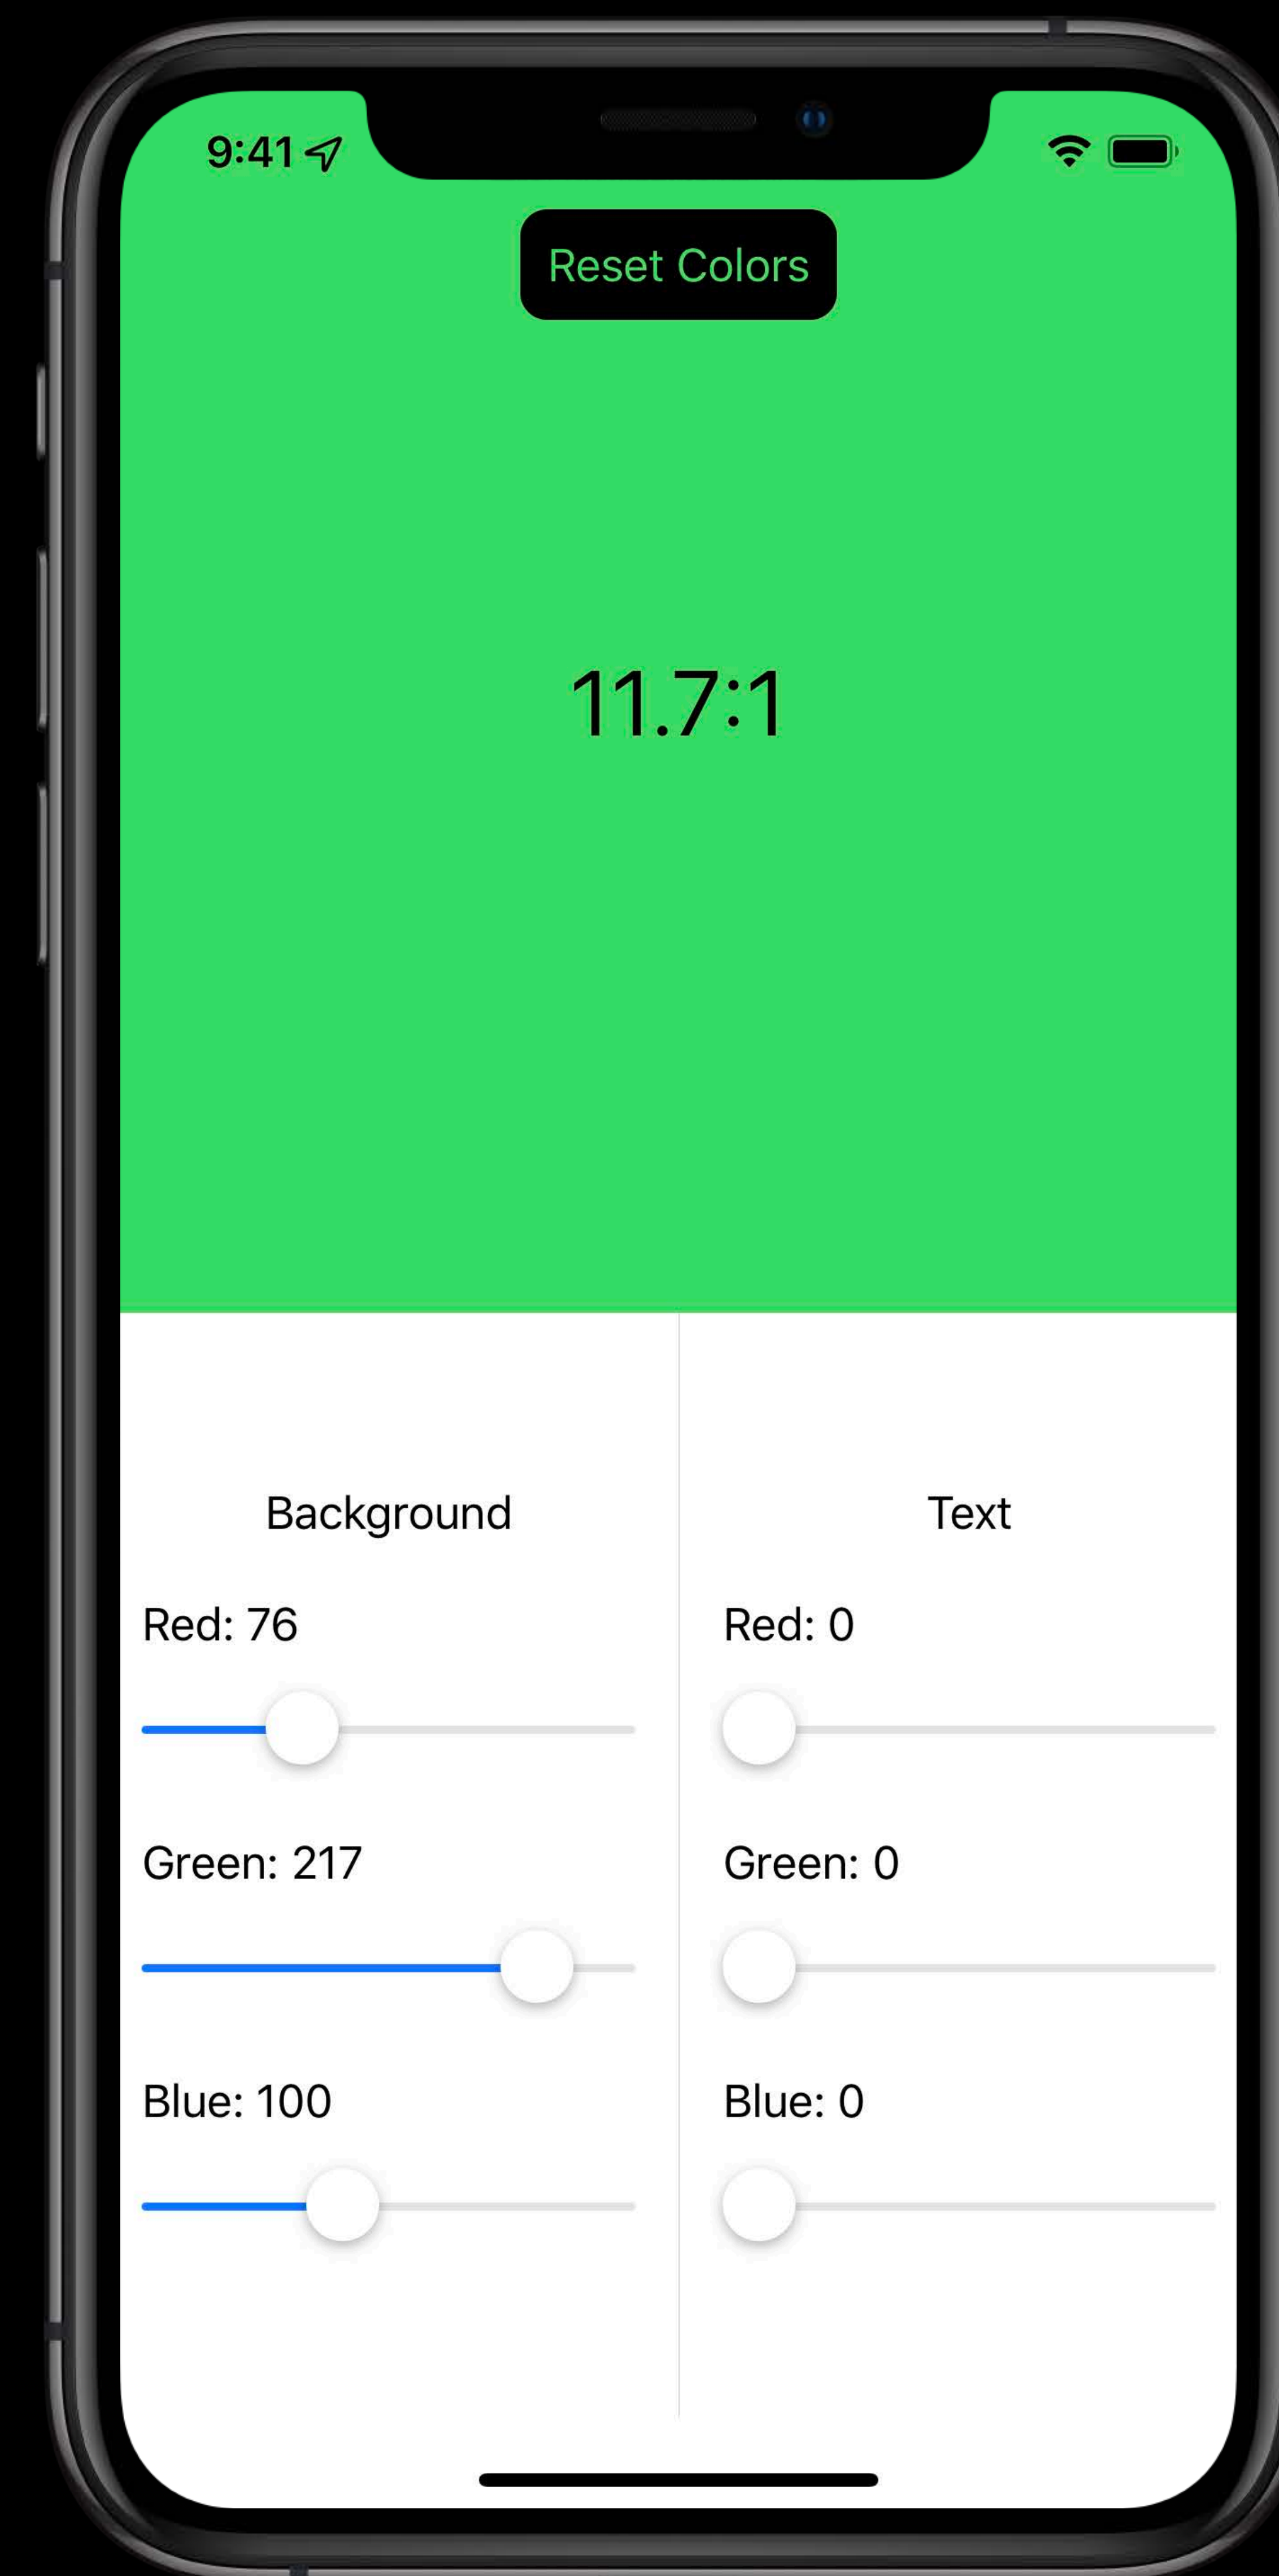 9:41
Reset Colors
11.7:1
Background
Red: 76
Green: 217
Blue: 100
Text
Red: 0
Green: 0
Blue: 0